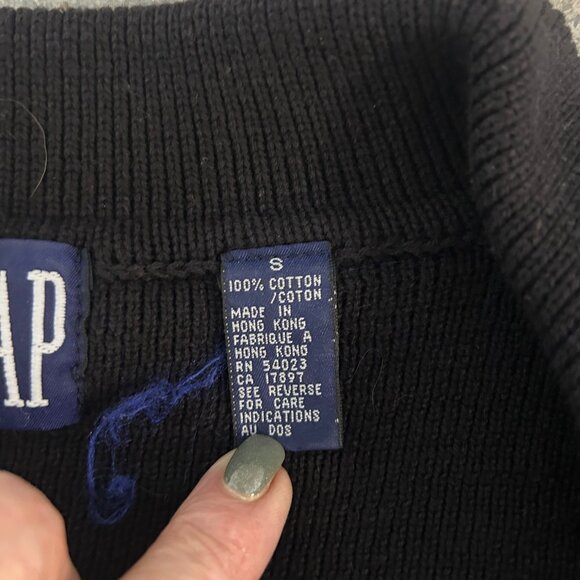 AP
S
100% COTTON
/COTON
MADE IN
HONG KONG
FABRIQUE A
HONG KONG
RN 54023
CA 17897
SEE REVERSE
FOR CARE
INDICATIONS
AU DOS